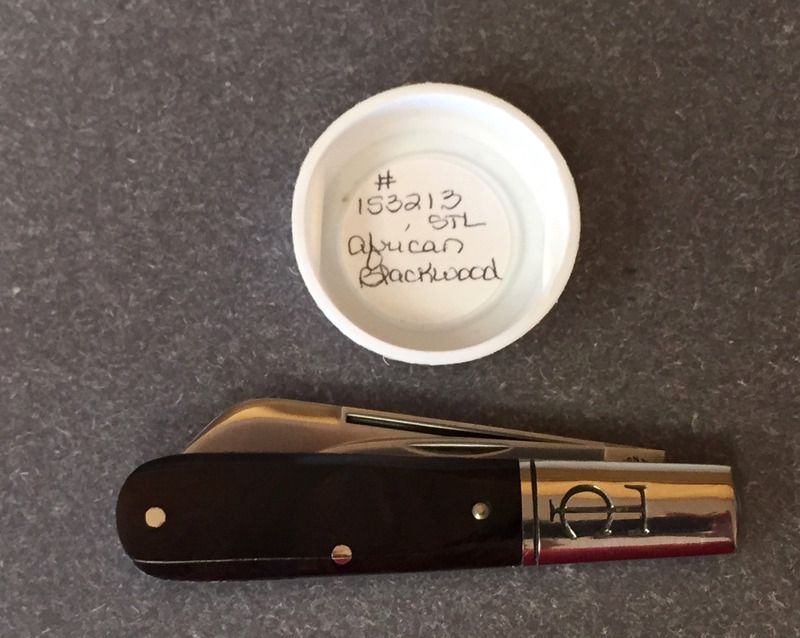 #
153213
, STL
african
Blackwood